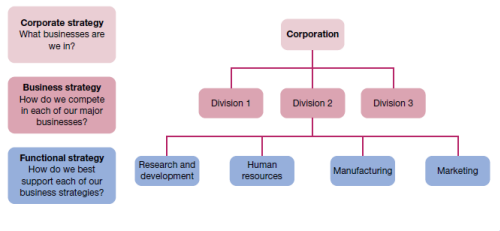 Corporate strategy
What businesses are
we in?
Corporation
Business strategy
How do we compete
in each of our major
businesses?
Division 1
Division 2
Division 3
Functional strategy
How do we best
support each of our
business strategies?
Research and
development
Human
resources
Manufacturing
Marketing